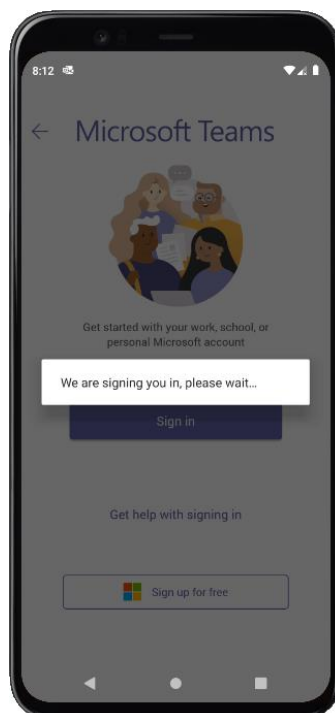 8:12
Microsoft Teams
Get started with your work, school, or
personal Microsoft account
We are signing you in, please wait...
Sign in
Get help with signing in
Sign up for free